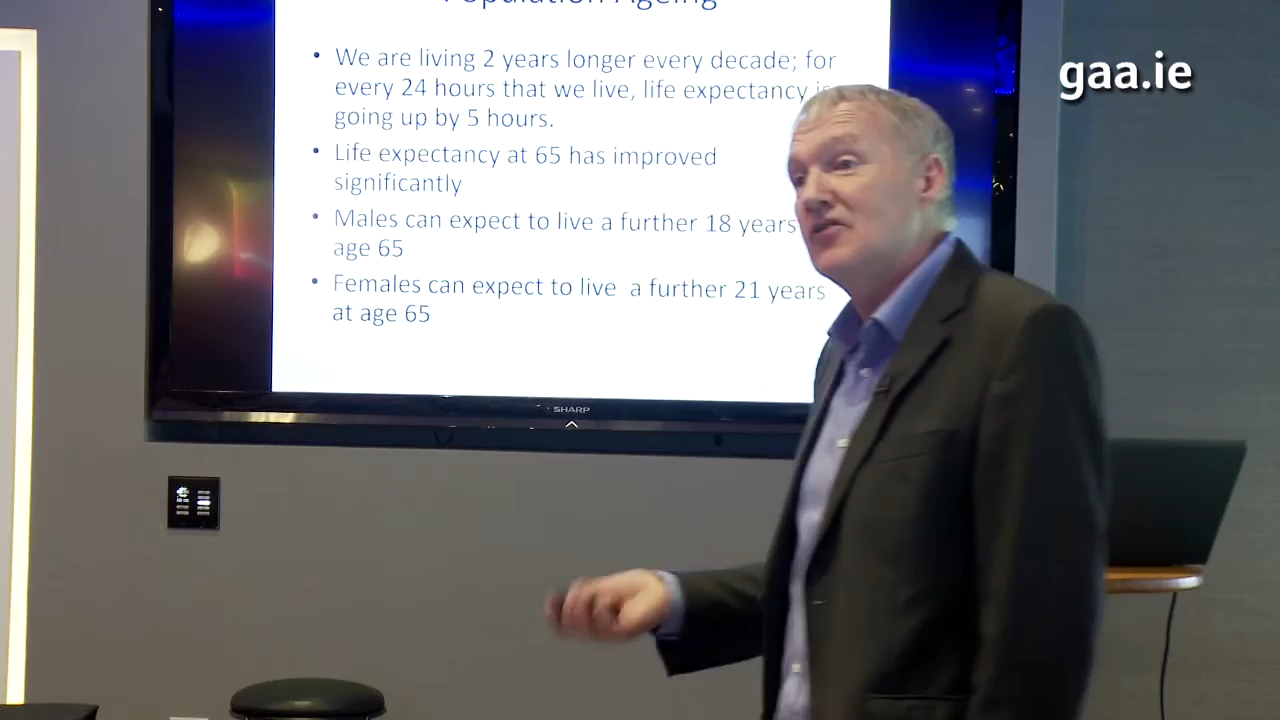 Population Ageing
gaa.ie
• We are living 2 years longer every decade; for
every 24 hours that we live, life expectancy is
going up by 5 hours.
• Life expectancy at 65 has improved
significantly
• Males can expect to live a further 18 years
age 65
• Females can expect to live a further 21 years
at age 65
SHARP